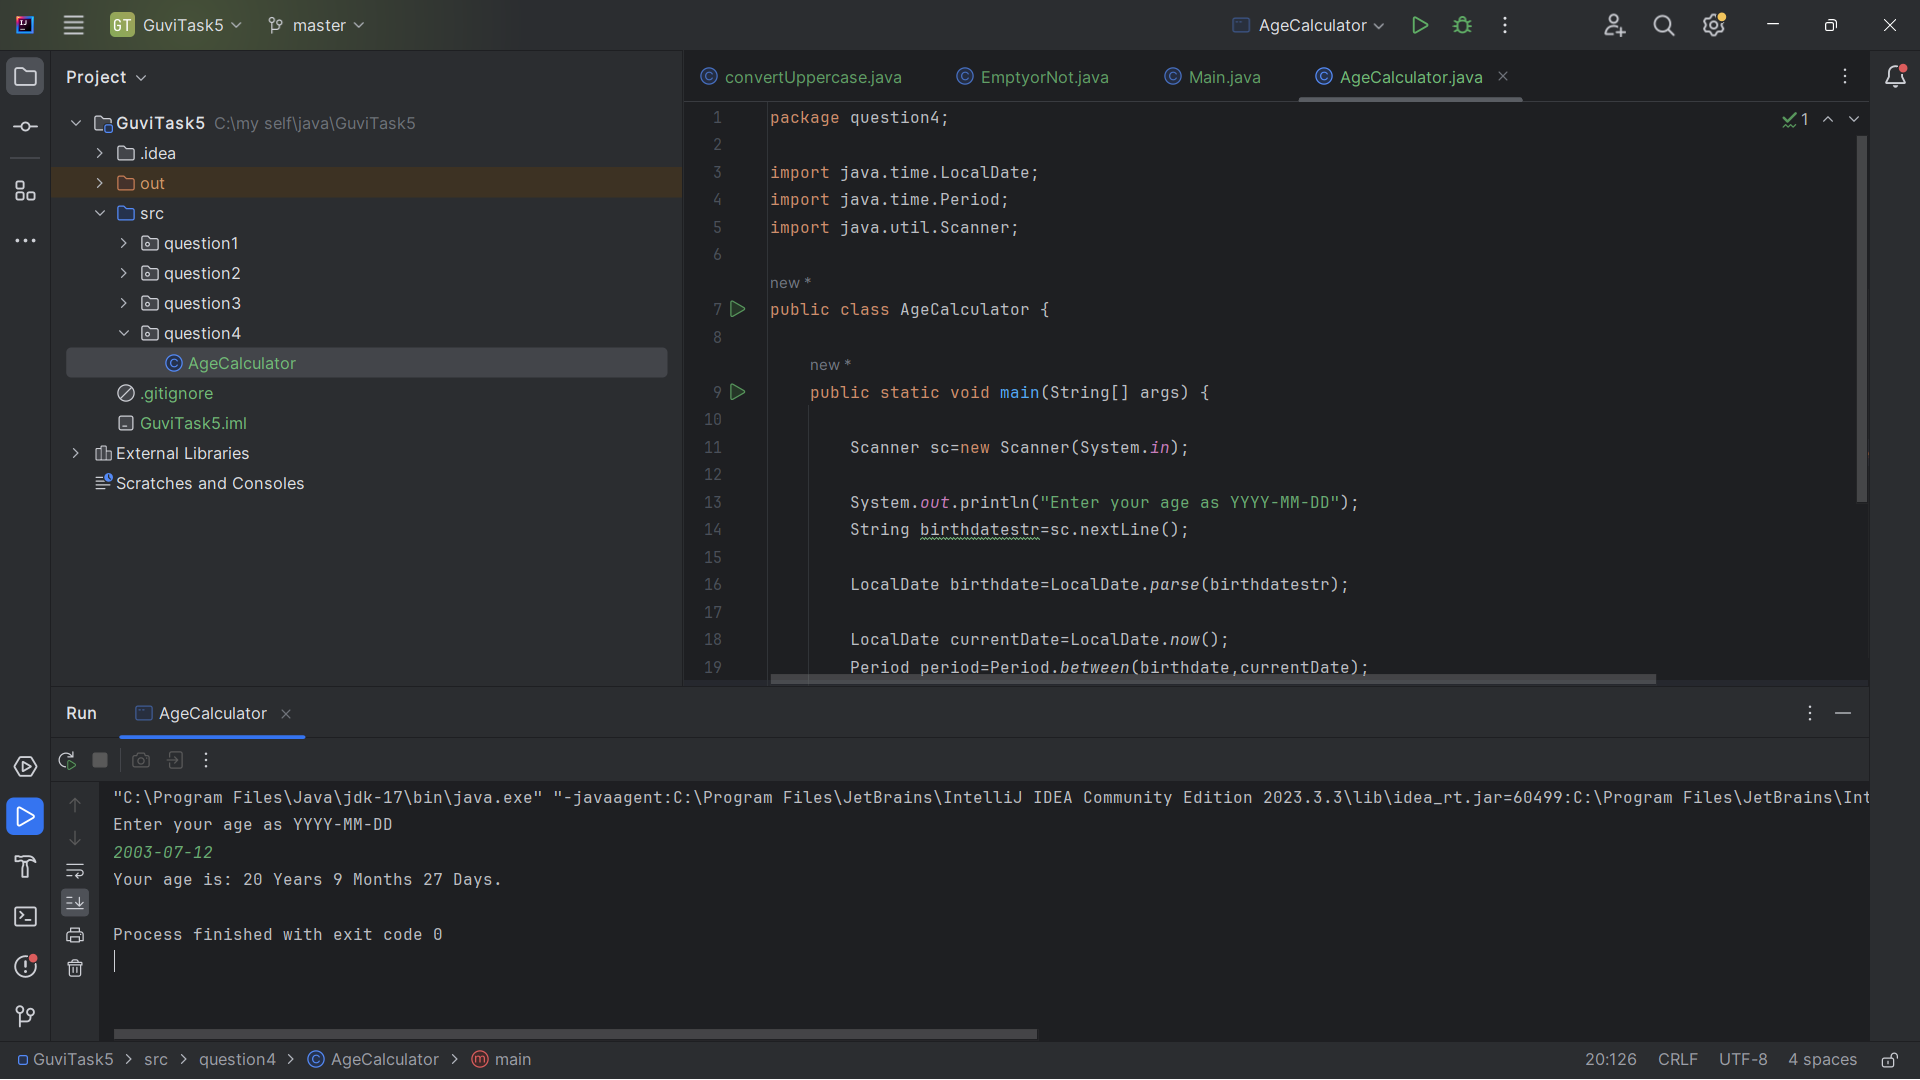 GT GuviTask5 master AgeCalculator
Project
convertUppercase.java EmptyorNot.java Main.java AgeCalculator.java
GuviTask5 C:\my self\java\GuviTask5
.idea
out
src
question1
question2
question3
question4
AgeCalculator
.gitignore
GuviTask5.iml
External Libraries
Scratches and Consoles
1
1 package question4;
2
3 import java.time.LocalDate;
4 import java.time.Period;
5 import java.util.Scanner;
6
new *
7 public class AgeCalculator {
8
new *
9 public static void main(String[] args) {
10
11 Scanner sc=new Scanner(System.in);
12
13 System.out.println("Enter your age as YYYY-MM-DD");
14 String birthdatestr=sc.nextLine();
15
16 LocalDate birthdate=LocalDate.parse(birthdatestr);
17
18 LocalDate currentDate=LocalDate.now();
19 Period period=Period.between(birthdate,currentDate);
Run AgeCalculator
"C:\Program Files\Java\jdk-17\bin\java.exe" "-javaagent:C:\Program Files\JetBrains\IntelliJ IDEA Community Edition 2023.3.3\lib\idea_rt.jar=60499:C:\Program Files\JetBrains\Int
Enter your age as YYYY-MM-DD
2003-07-12
Your age is: 20 Years 9 Months 27 Days.
Process finished with exit code 0
GuviTask5 > src > question4 > AgeCalculator > main 20:126 CRLF UTF-8 4 spaces